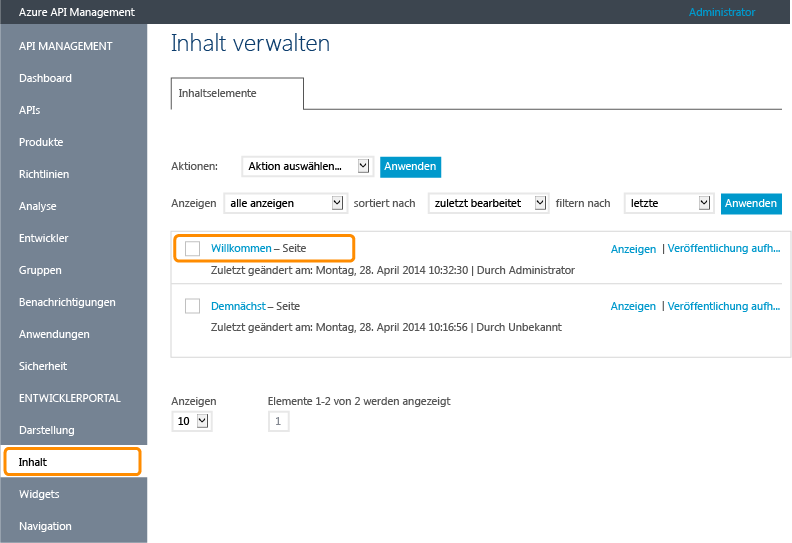 Azure API Management
Administrator
API MANAGEMENT
Dashboard
APIs
Produkte
Richtlinien
Analyse
Entwickler
Gruppen
Benachrichtigungen
Anwendungen
Sicherheit
ENTWICKLERPORTAL
Darstellung
Inhalt
Widgets
Navigation
Inhalt verwalten
Inhaltselemente
Aktionen: Aktion auswählen... Anwenden
Anzeigen alle anzeigen sortiert nach zuletzt bearbeitet filtern nach letzte Anwenden
Willkommen – Seite Anzeigen | Veröffentlichung aufh...
Zuletzt geändert am: Montag, 28. April 2014 10:32:30 | Durch Administrator
Demnächst – Seite Anzeigen | Veröffentlichung aufh...
Zuletzt geändert am: Montag, 28. April 2014 10:16:56 | Durch Unbekannt
Anzeigen Elemente 1-2 von 2 werden angezeigt
10 1